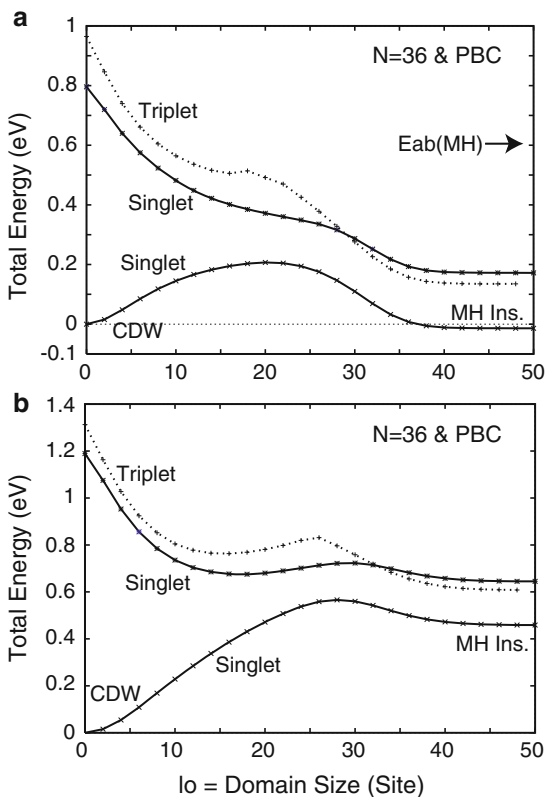 a
N=36 & PBC
Triplet
Eab(MH)
Singlet
Singlet
CDW
MH Ins.
Total Energy (eV)
1
0.8
0.6
0.4
0.2
0
-0.1
0
10
20
30
40
50
b
N=36 & PBC
Triplet
Singlet
CDW
Singlet
MH Ins.
Total Energy (eV)
1.4
1.2
1
0.8
0.6
0.4
0.2
0
0
10
20
30
40
50
lo = Domain Size (Site)